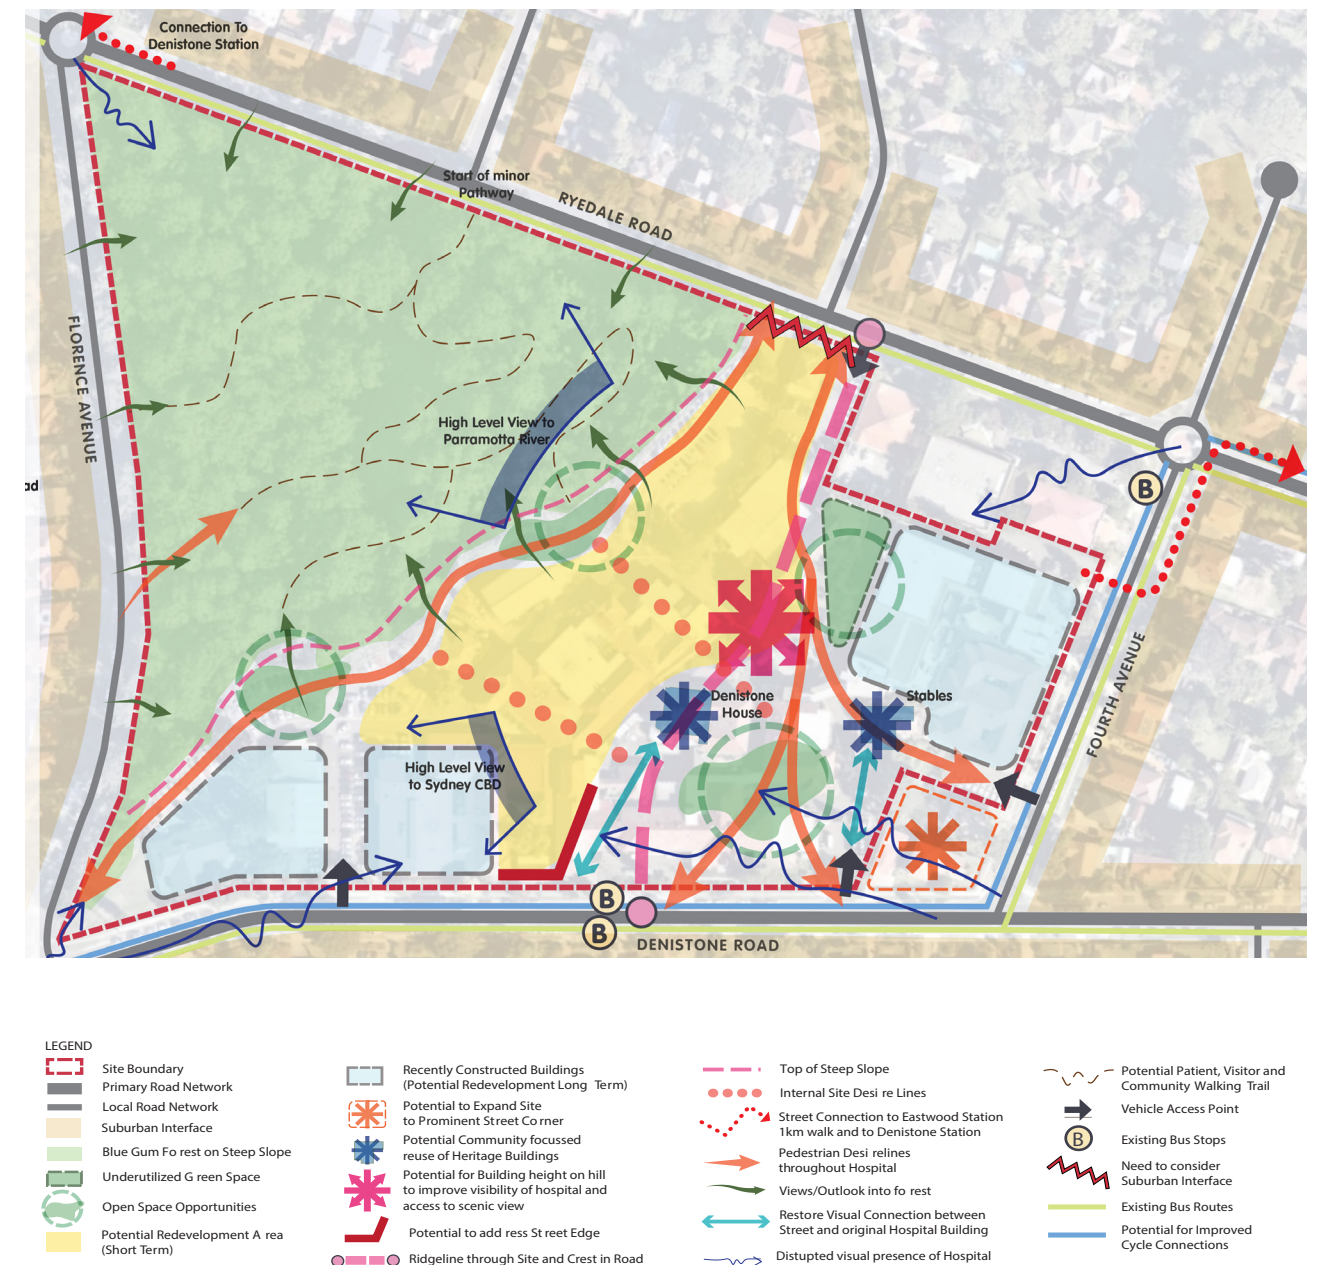 Connection To
Denistone Station
Start of minor
Pathway
RYEDALE ROAD
FLORENCE AVENUE
High Level View to
Parramotta River
ad
B
Denistone
House
Stables
FOURTH AVENUE
High Level View
to Sydney CBD
B
B
DENISTONE ROAD
LEGEND
Site Boundary
Primary Road Network
Local Road Network
Suburban Interface
Blue Gum Fo rest on Steep Slope
Underutilized G reen Space
Open Space Opportunities
Potential Redevelopment A rea
(Short Term)
Recently Constructed Buildings
(Potential Redevelopment Long Term)
Potential to Expand Site
to Prominent Street Co rner
Potential Community focussed
reuse of Heritage Buildings
Potential for Building height on hill
to improve visibility of hospital and
access to scenic view
Potential to add ress St reet Edge
Ridgeline through Site and Crest in Road
Top of Steep Slope
Internal Site Desi re Lines
Street Connection to Eastwood Station
1km walk and to Denistone Station
Pedestrian Desi relines
throughout Hospital
Views/Outlook into fo rest
Restore Visual Connection between
Street and original Hospital Building
Distupted visual presence of Hospital
Potential Patient, Visitor and
Community Walking Trail
Vehicle Access Point
B
Existing Bus Stops
Need to consider
Suburban Interface
Existing Bus Routes
Potential for Improved
Cycle Connections